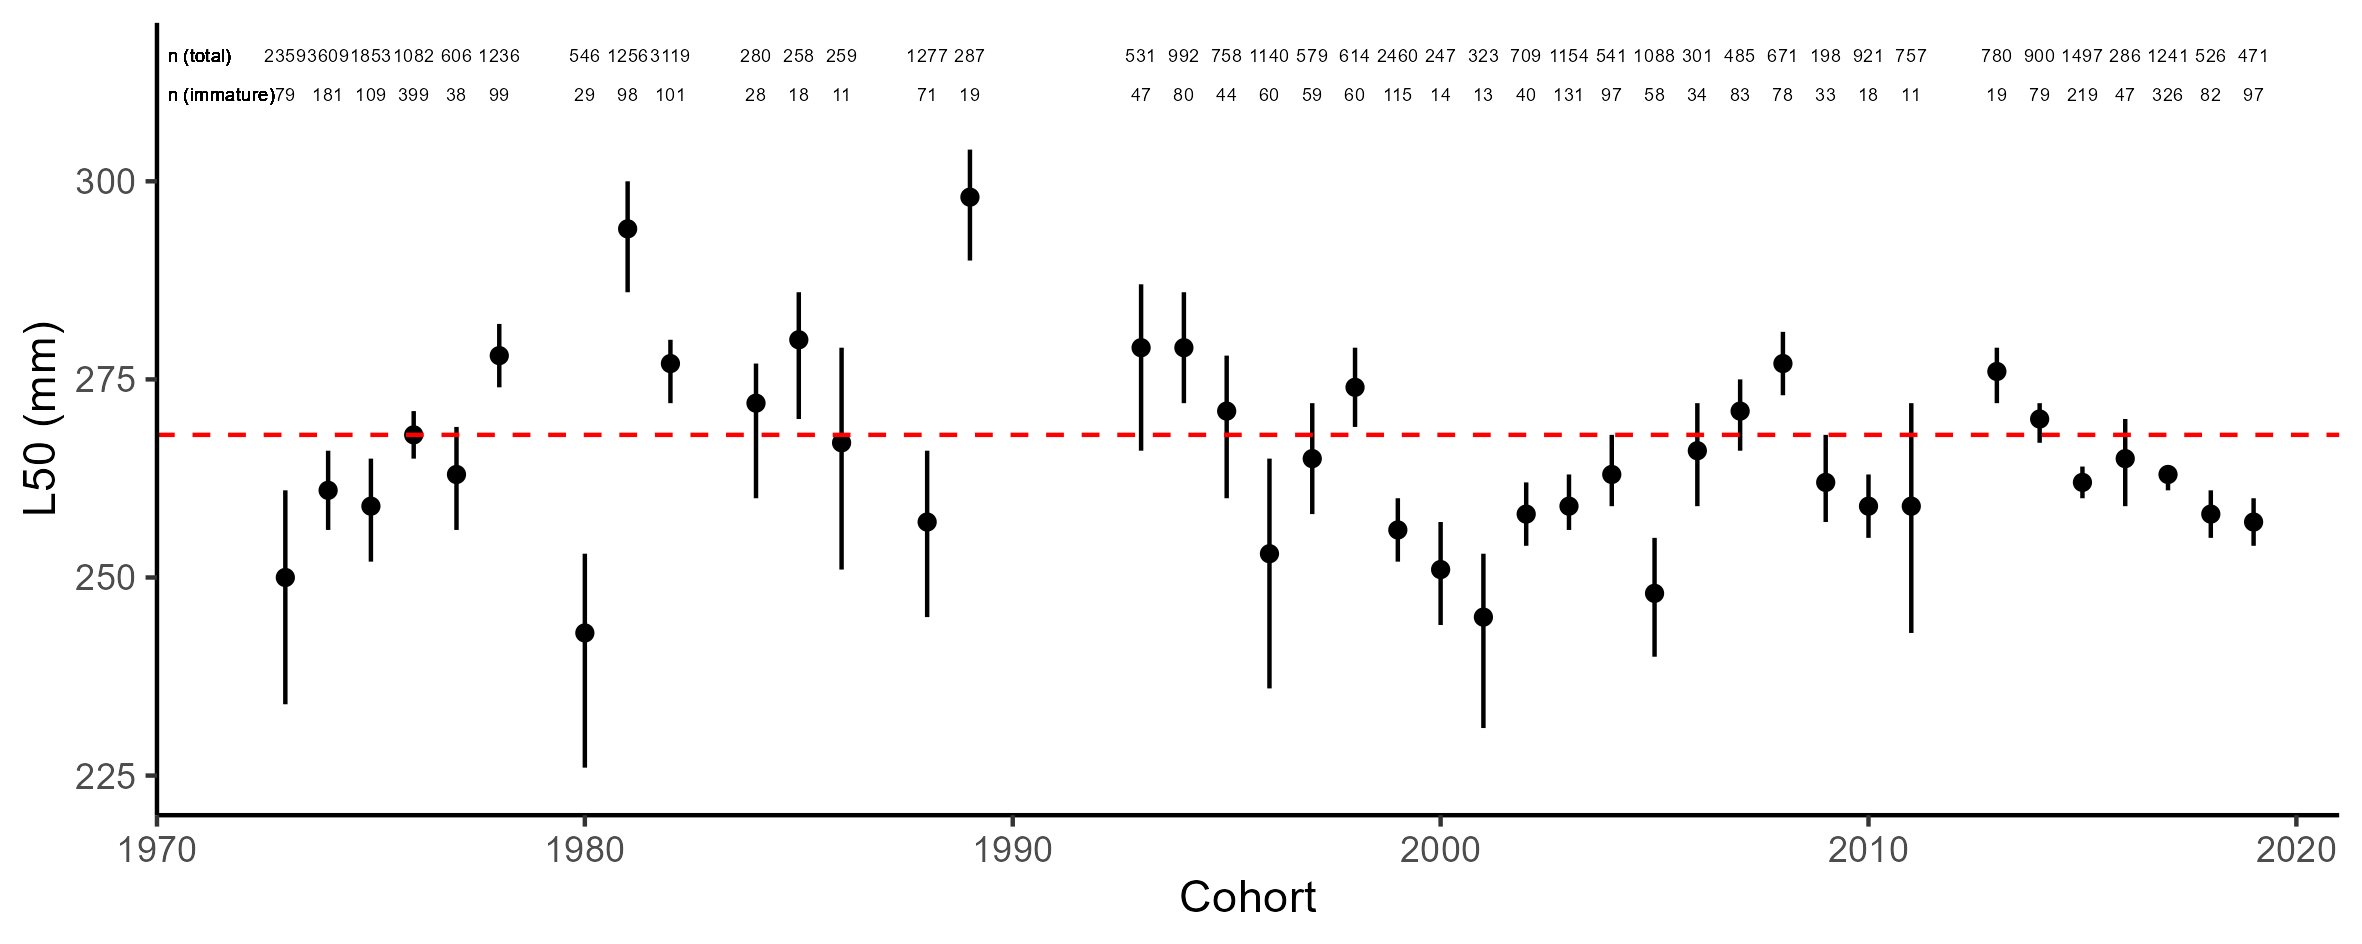 n (total) 2359 3609 1853 1082 606 1236 546 1256 3119 280 258 259 1277 287 531 992 758 1140 579 614 2460 247 323 709 1154 541 1088 301 485 671 198 921 757 780 900 1497 286 1241 526 471
n (immature) 79 181 109 399 38 99 29 98 101 28 18 11 71 19 47 80 44 60 59 60 115 14 13 40 131 97 58 34 83 78 33 18 11 19 79 219 47 326 82 97
300
275
250
225
L50 (mm)
1970 1980 1990 2000 2010 2020
Cohort